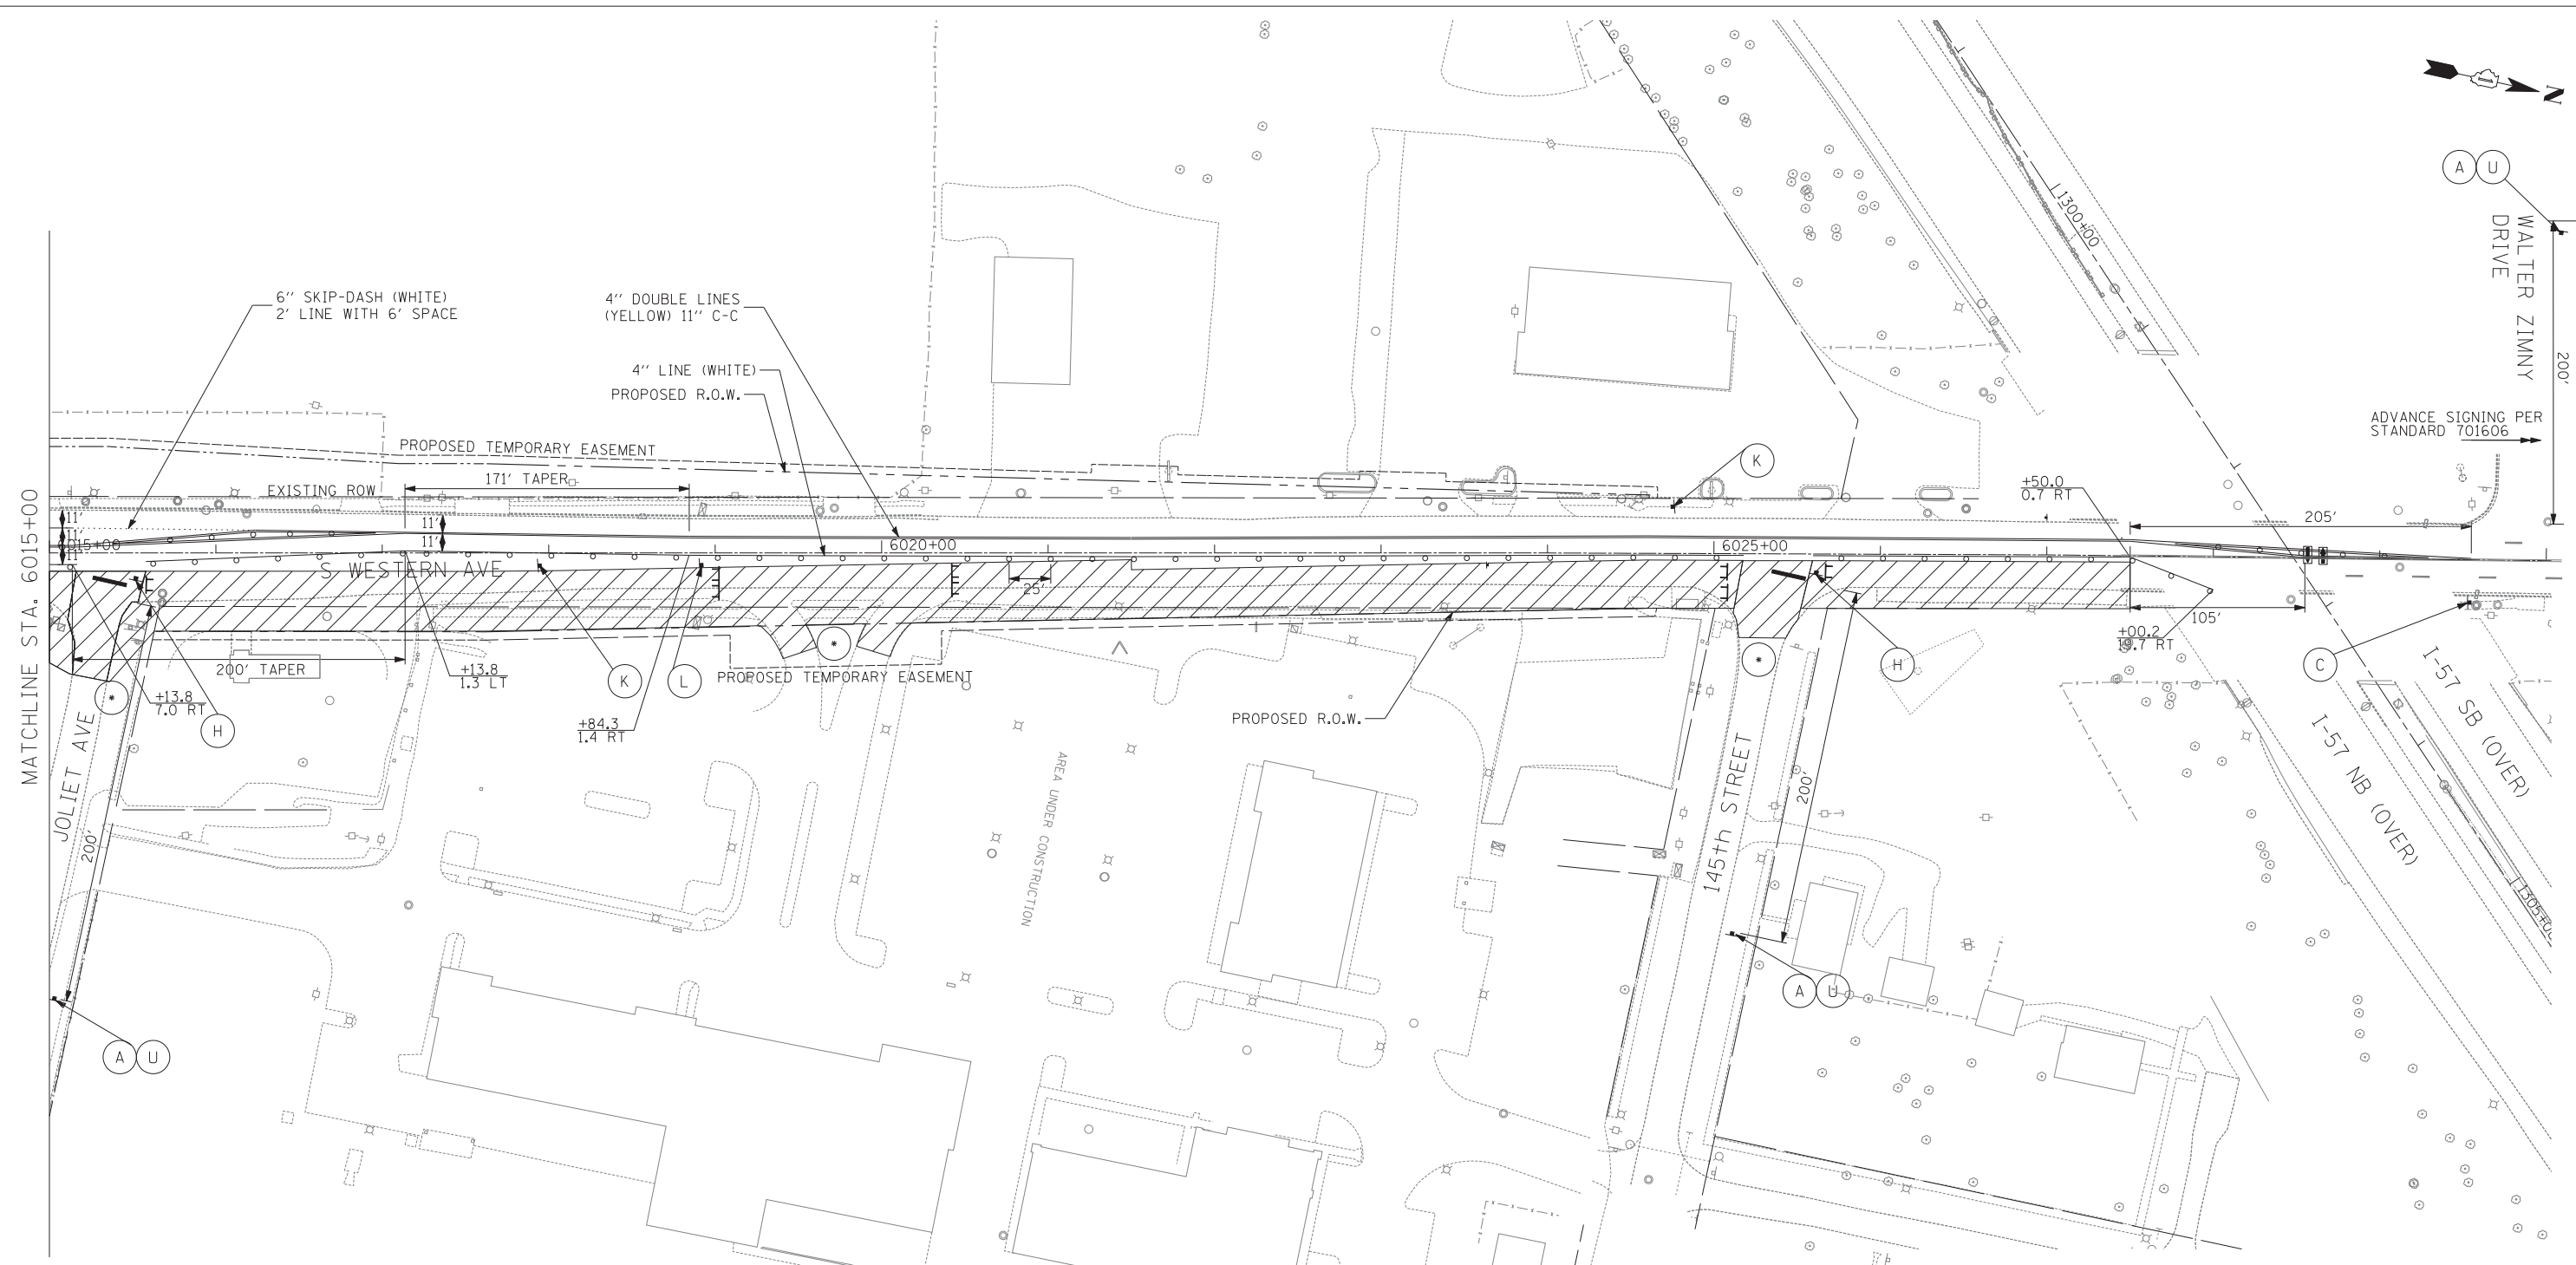 N
A U
WALTER ZIMNY
DRIVE
200'
1300+00
6'' SKIP-DASH (WHITE)
2' LINE WITH 6' SPACE
4'' DOUBLE LINES
(YELLOW) 11'' C-C
4'' LINE (WHITE)
PROPOSED R.O.W.
ADVANCE SIGNING PER
STANDARD 701606
PROPOSED TEMPORARY EASEMENT
K
171' TAPER
EXISTING ROW
+50.0
0.7 RT
205'
MATCHLINE STA. 6015+00
11'
11'
11'
11'
11'
6015+00
6020+00
6025+00
S WESTERN AVE
25'
105'
+00.2
19.7 RT
*
*
*
200' TAPER
+13.8
1.3 LT
+13.8
7.0 RT
K
L
PROPOSED TEMPORARY EASEMENT
H
H
C
+84.3
1.4 RT
PROPOSED R.O.W.
JOLIET AVE
200'
AREA UNDER CONSTRUCTION
145th STREET
200'
I-57 SB (OVER)
I-57 NB (OVER)
1305+00
A U
A U